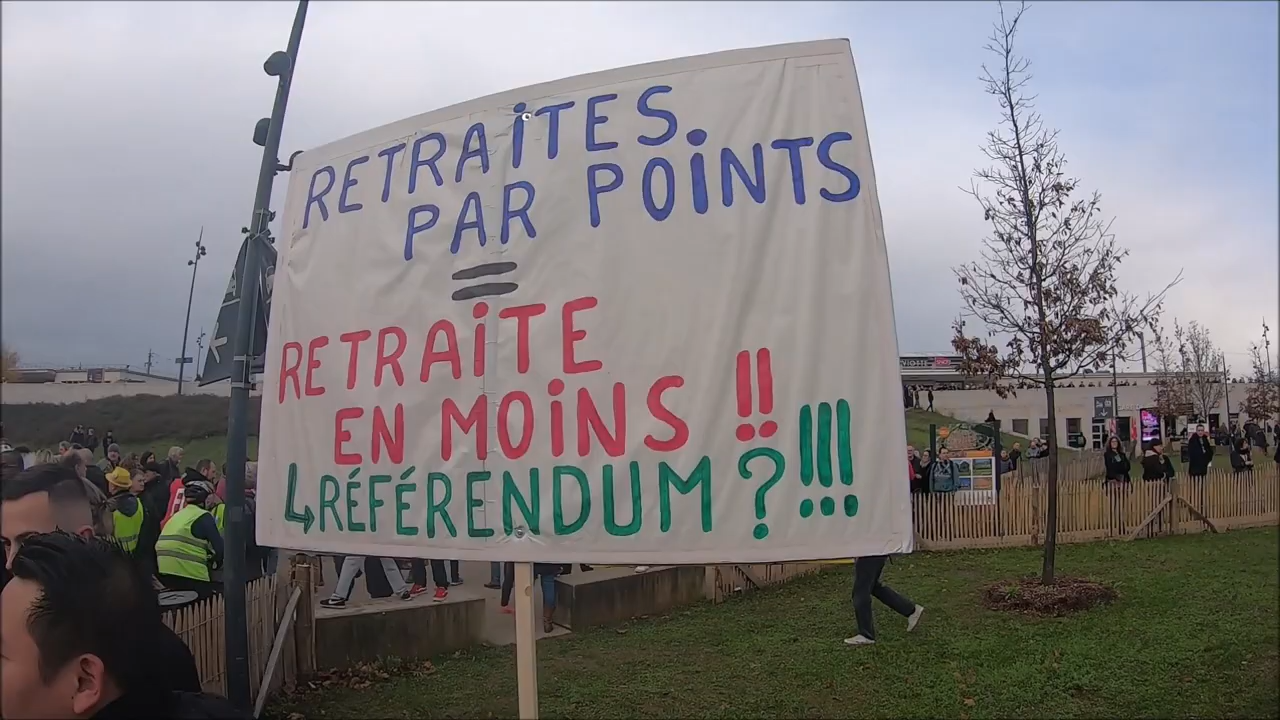 RETRAITES
PAR POINTS
=
RETRAITE
EN MOINS !!
↳RÉFÉRENDUM ? !!!